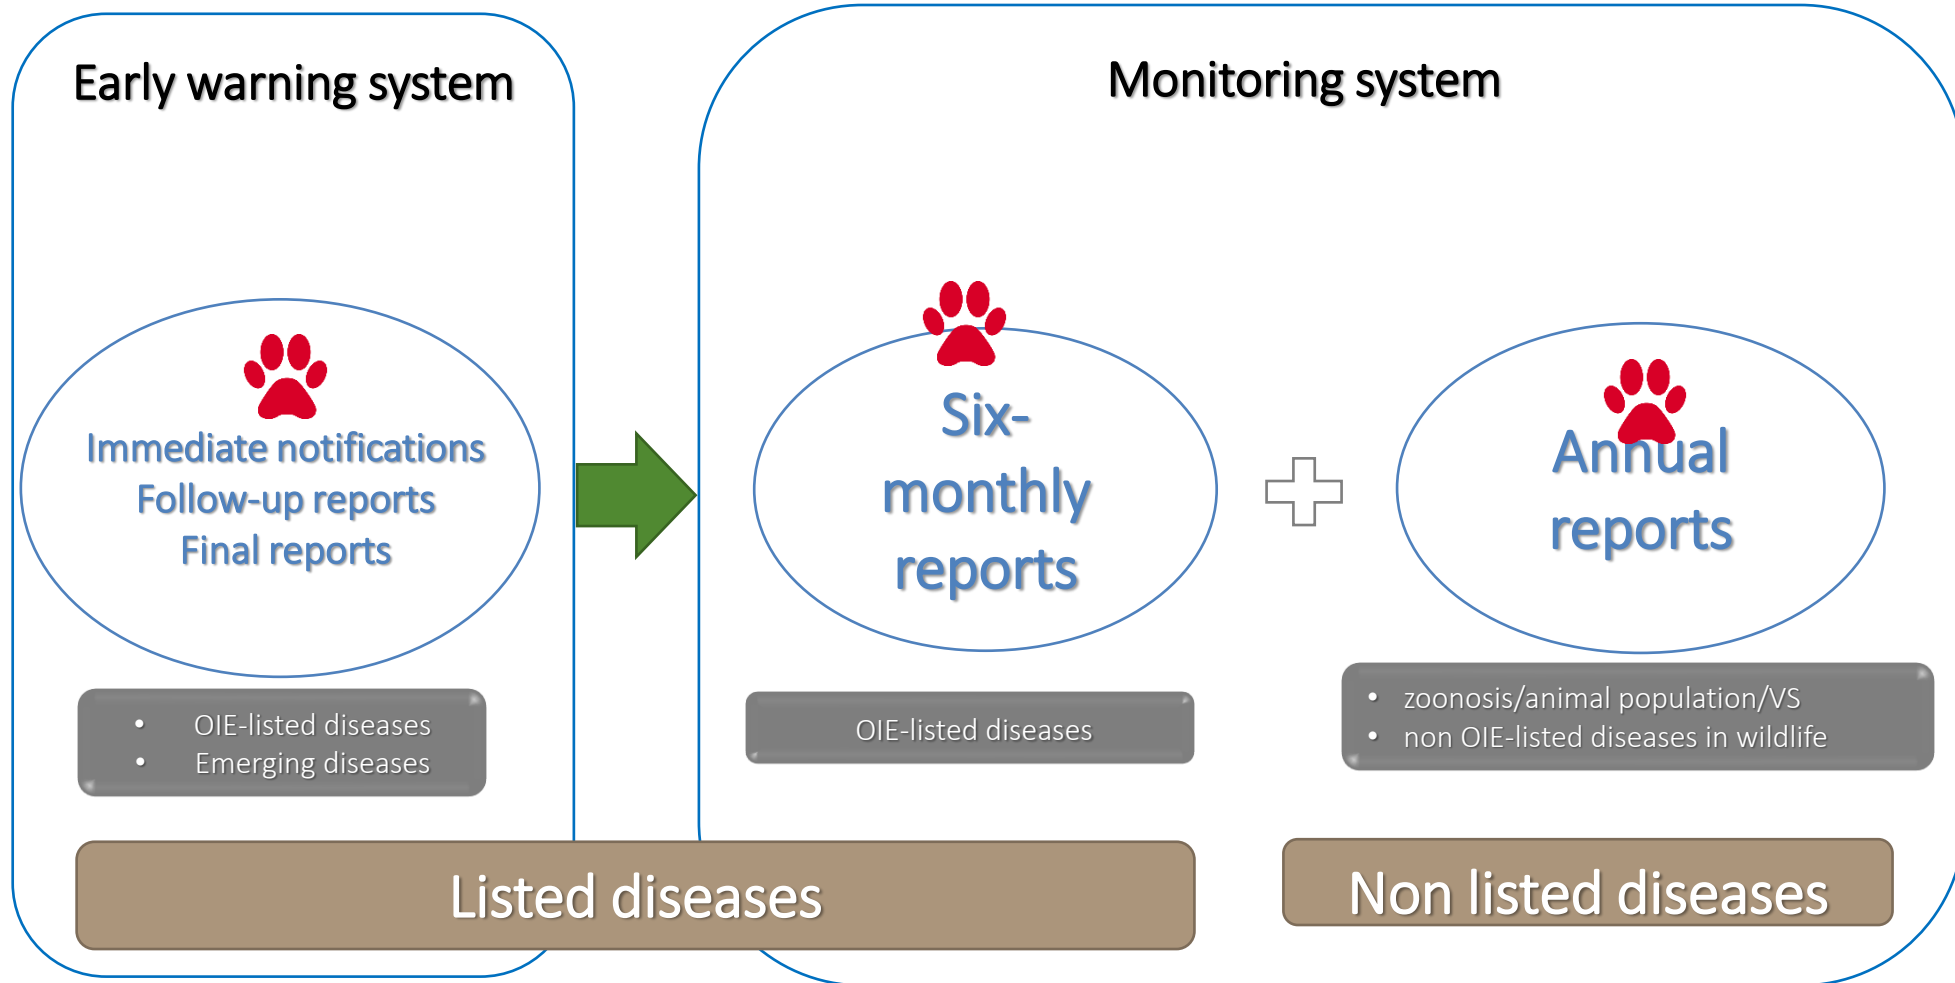 Early warning system
Monitoring system
Immediate notifications
Follow-up reports
Final reports
Six-
monthly
reports
Annual
reports
• OIE-listed diseases
• Emerging diseases
OIE-listed diseases
• zoonosis/animal population/VS
• non OIE-listed diseases in wildlife
Listed diseases
Non listed diseases